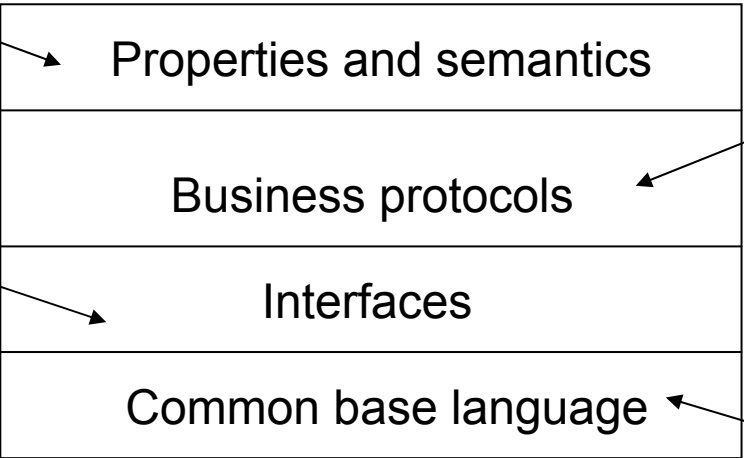 Properties and semantics
Business protocols
Interfaces
Common base language